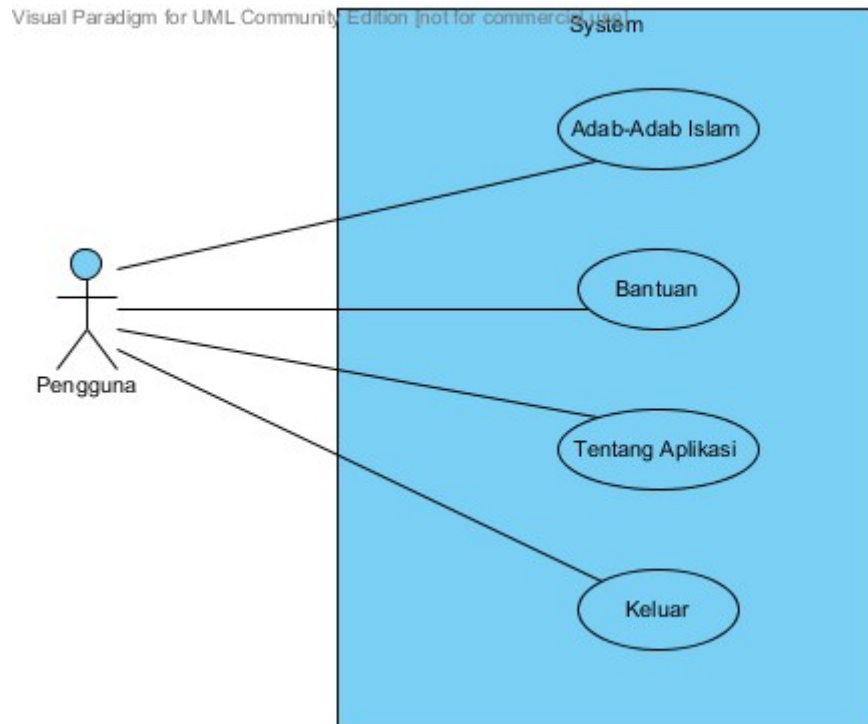 Visual Paradigm for UML Community Edition [not for commercial use]
System
Adab-Adab Islam
Bantuan
Pengguna
Tentang Aplikasi
Keluar